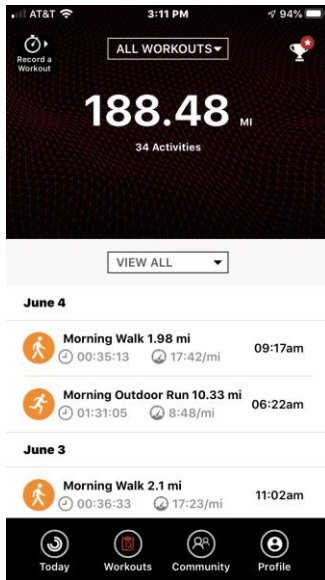 AT&T 3:11 PM 94%
Record a
Workout
ALL WORKOUTS
188.48 MI
34 Activities
VIEW ALL
June 4
Morning Walk 1.98 mi
00:35:13 17:42/mi
09:17am
Morning Outdoor Run 10.33 mi
01:31:05 8:48/mi
06:22am
June 3
Morning Walk 2.1 mi
00:36:33 17:23/mi
11:02am
Today Workouts Community Profile